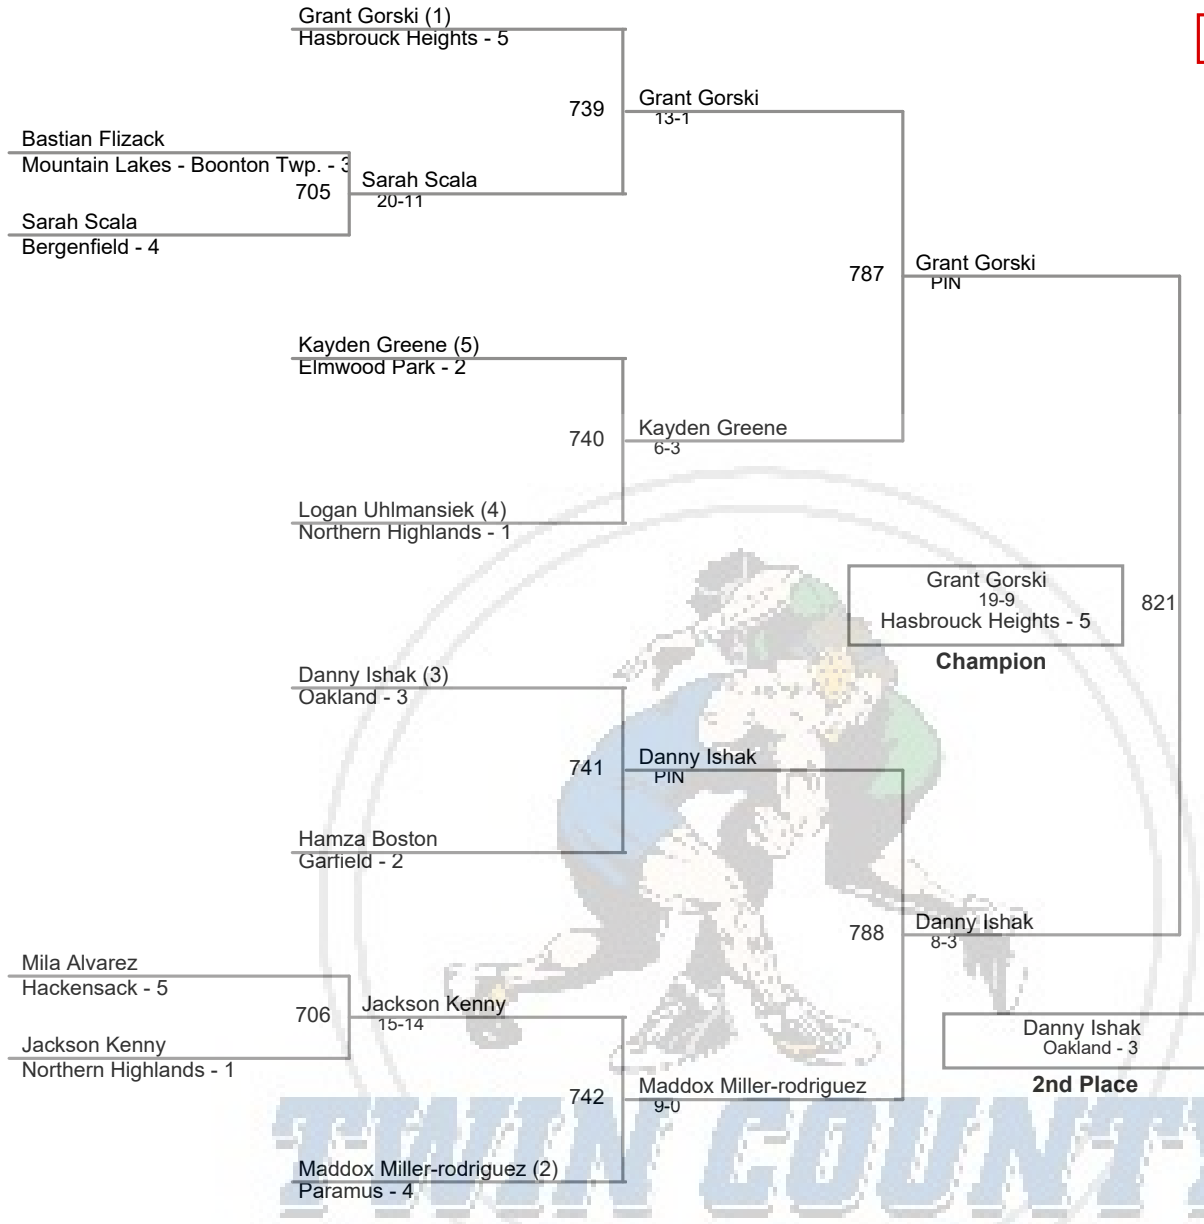 Grant Gorski (1)
Hasbrouck Heights - 5
739
Grant Gorski
13-1
Bastian Flizack
Mountain Lakes - Boonton Twp. - 3
705
Sarah Scala
20-11
Sarah Scala
Bergenfield - 4
787
Grant Gorski
PIN
Kayden Greene (5)
Elmwood Park - 2
740
Kayden Greene
6-3
Logan Uhlmansiek (4)
Northern Highlands - 1
Grant Gorski
19-9
Hasbrouck Heights - 5
821
Champion
Danny Ishak (3)
Oakland - 3
741
Danny Ishak
PIN
Hamza Boston
Garfield - 2
788
Danny Ishak
8-3
Mila Alvarez
Hackensack - 5
706
Jackson Kenny
15-14
Jackson Kenny
Northern Highlands - 1
Danny Ishak
Oakland - 3
2nd Place
742
Maddox Miller-rodriguez
9-0
Maddox Miller-rodriguez (2)
Paramus - 4
TWIN COUNTY